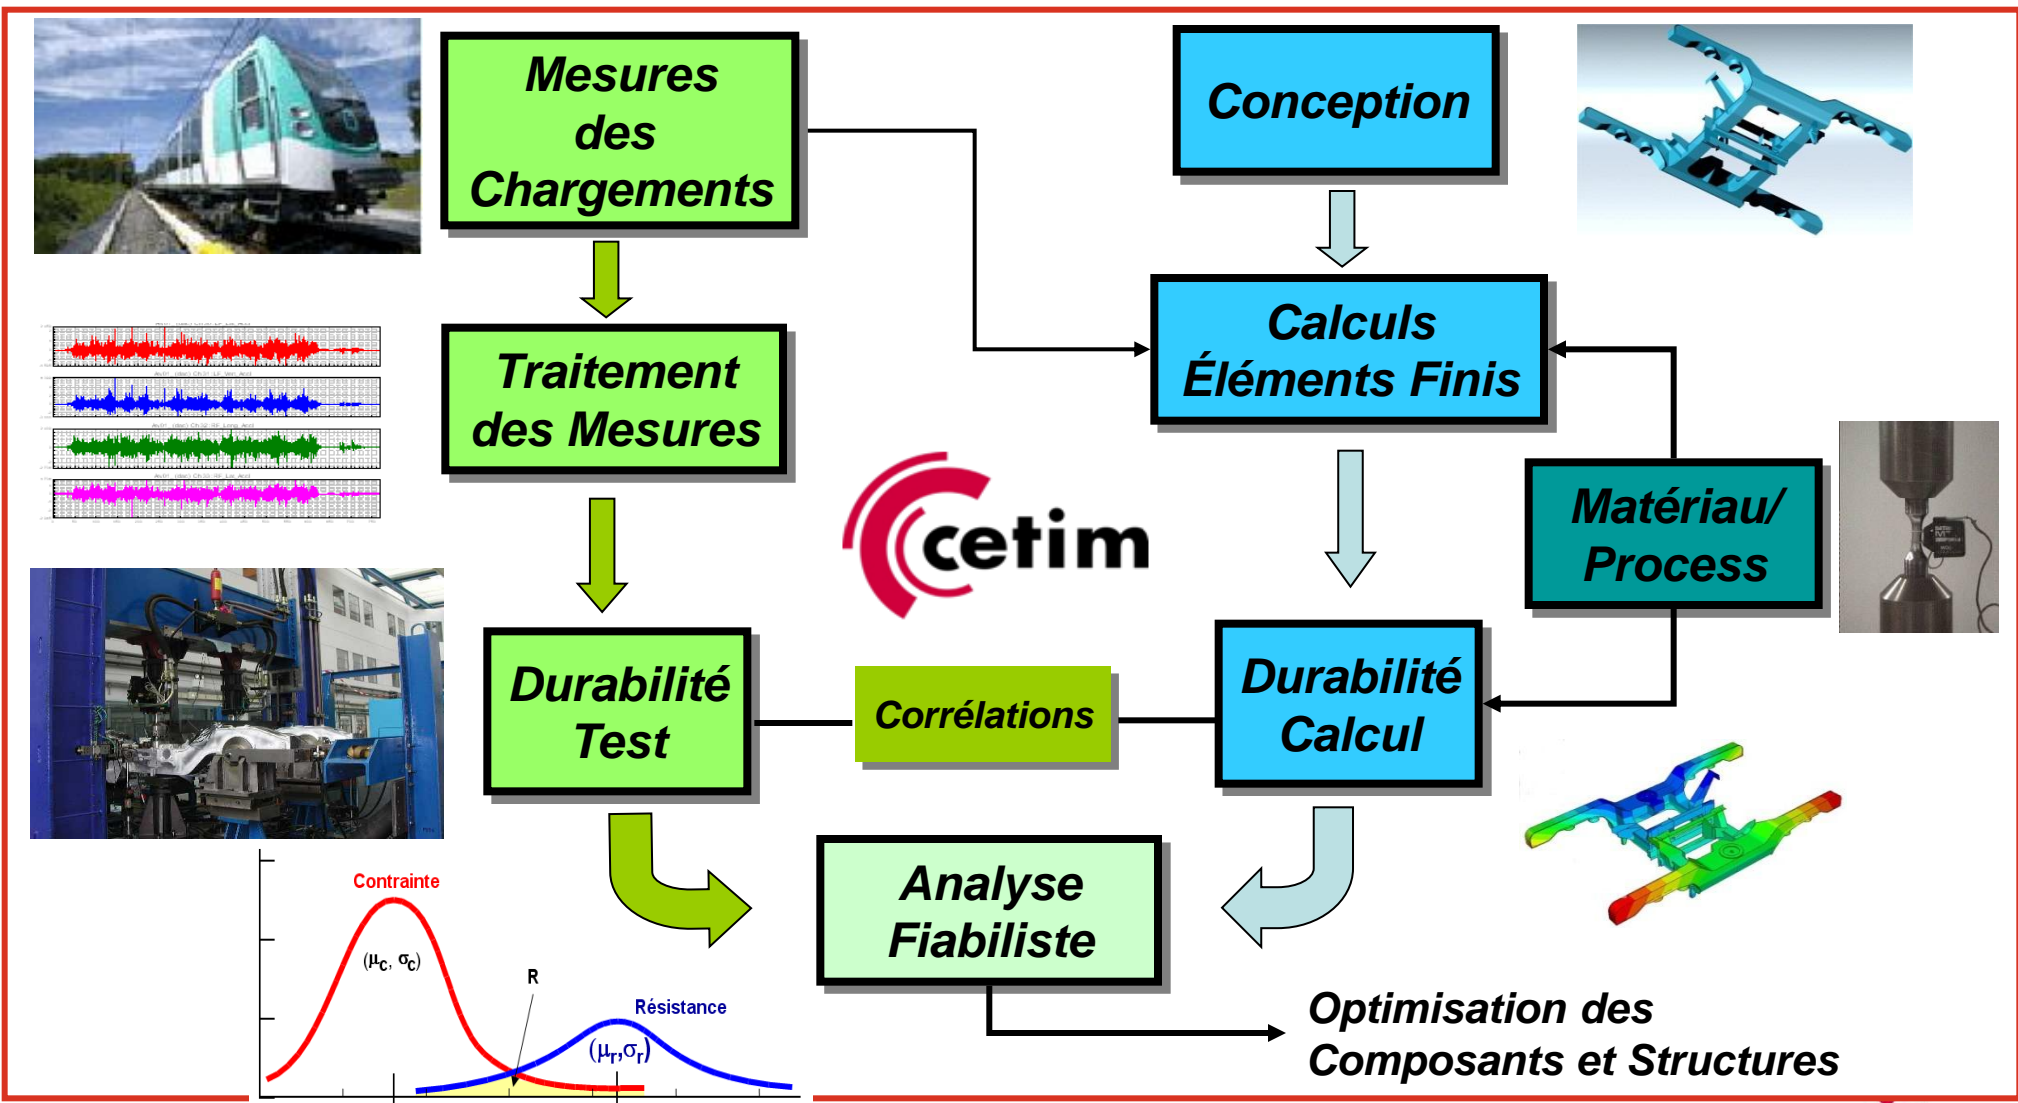 Mesures
des
Chargements
Conception
Calculs
Éléments Finis
Traitement
des Mesures
cetim
Matériau/
Process
Durabilité
Test
Corrélations
Durabilité
Calcul
Analyse
Fiabiliste
Contrainte
(μc, σc)
R
Résistance
(μr,σr)
Optimisation des
Composants et Structures